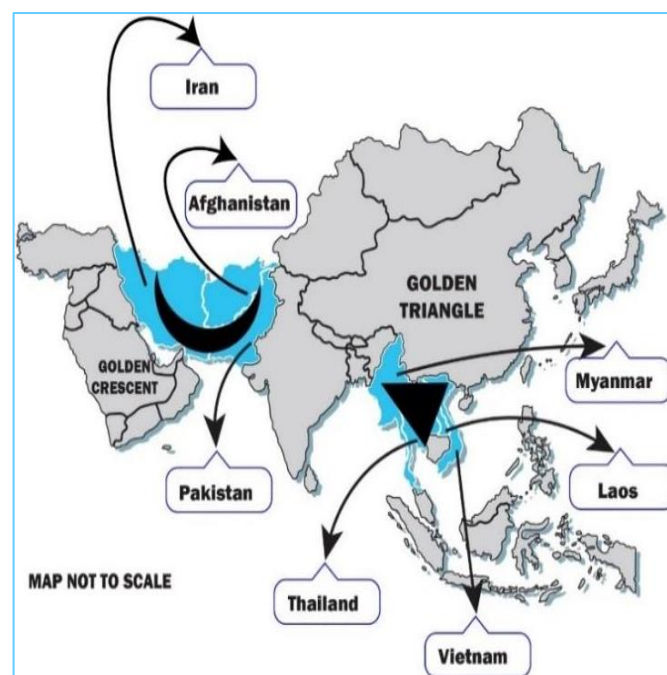 Iran
Afghanistan
GOLDEN
TRIANGLE
GOLDEN
CRESCENT
Myanmar
Pakistan
Laos
MAP NOT TO SCALE
Thailand
Vietnam